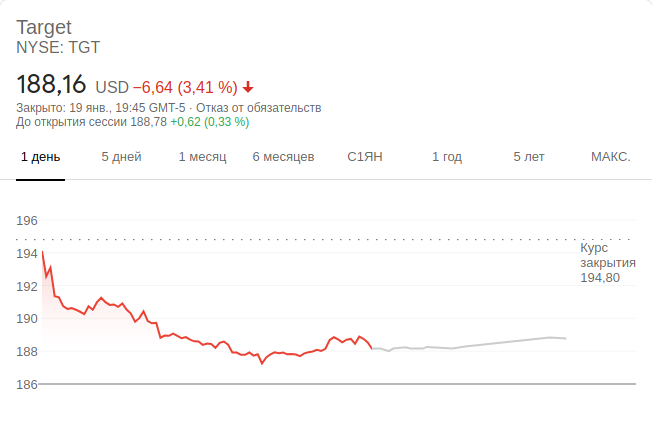 Target
NYSE: TGT
188,16 USD −6,64 (3,41 %)
Закрыто: 19 янв., 19:45 GMT-5 · Отказ от обязательств
До открытия сессии 188,78 +0,62 (0,33 %)
1 день 5 дней 1 месяц 6 месяцев С1ЯН 1 год 5 лет МАКС.
196
194
192
190
188
186
Курс
закрытия
194,80